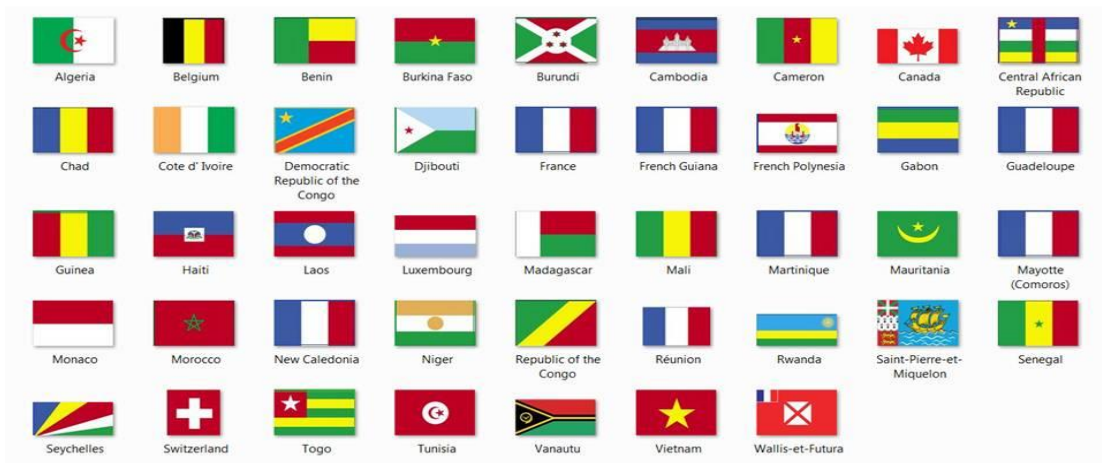 Algeria
Belgium
Benin
Burkina Faso
Burundi
Cambodia
Cameron
Canada
Central African
Republic
Chad
Cote d' Ivoire
Democratic
Republic of the
Congo
Djibouti
France
French Guiana
French Polynesia
Gabon
Guadeloupe
Guinea
Haiti
Laos
Luxembourg
Madagascar
Mali
Martinique
Mauritania
Mayotte
(Comoros)
Monaco
Morocco
New Caledonia
Niger
Republic of the
Congo
Réunion
Rwanda
Saint-Pierre-et-
Miquelon
Senegal
Seychelles
Switzerland
Togo
Tunisia
Vanautu
Vietnam
Wallis-et-Futura